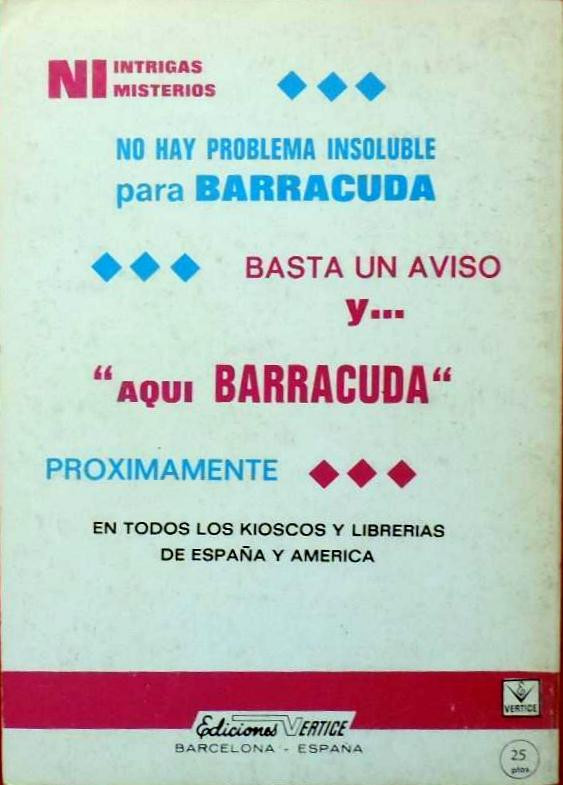 NI INTRIGAS
MISTERIOS
NO HAY PROBLEMA INSOLUBLE
para BARRACUDA
BASTA UN AVISO
y...
“AQUI BARRACUDA“
PROXIMAMENTE
EN TODOS LOS KIOSCOS Y LIBRERIAS
DE ESPAÑA Y AMERICA
VERTICE
Ediciones VERTICE
BARCELONA - ESPAÑA
25
ptas